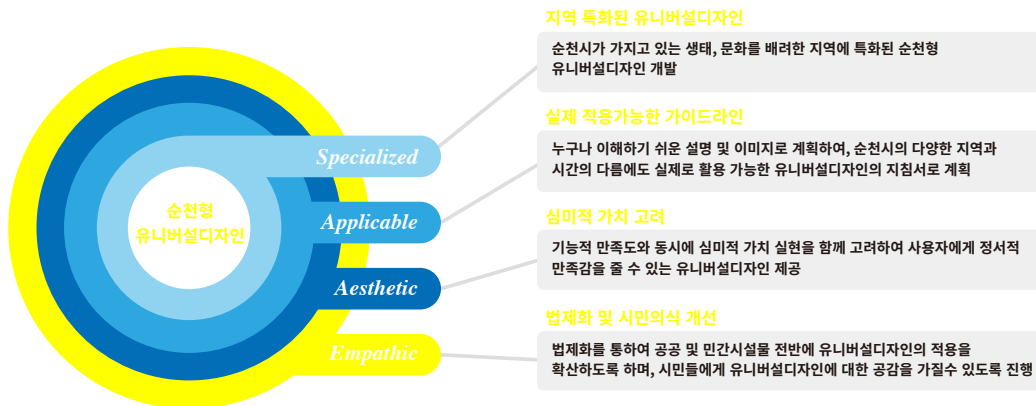 지역 특화된 유니버설디자인
순천시가 가지고 있는 생태, 문화를 배려한 지역에 특화된 순천형
유니버설디자인 개발
Specialized
실제 적용가능한 가이드라인
누구나 이해하기 쉬운 설명 및 이미지로 계획하여, 순천시의 다양한 지역과
시간의 다름에도 실제로 활용 가능한 유니버설디자인의 지침서로 계획
순천형
유니버설디자인
Applicable
심미적 가치 고려
기능적 만족도와 동시에 심미적 가치 실현을 함께 고려하여 사용자에게 정서적
만족감을 줄 수 있는 유니버설디자인 제공
Aesthetic
법제화 및 시민의식 개선
법제화를 통하여 공공 및 민간시설물 전반에 유니버설디자인의 적용을
확산하도록 하며, 시민들에게 유니버설디자인에 대한 공감을 가질수 있도록 진행
Empathic